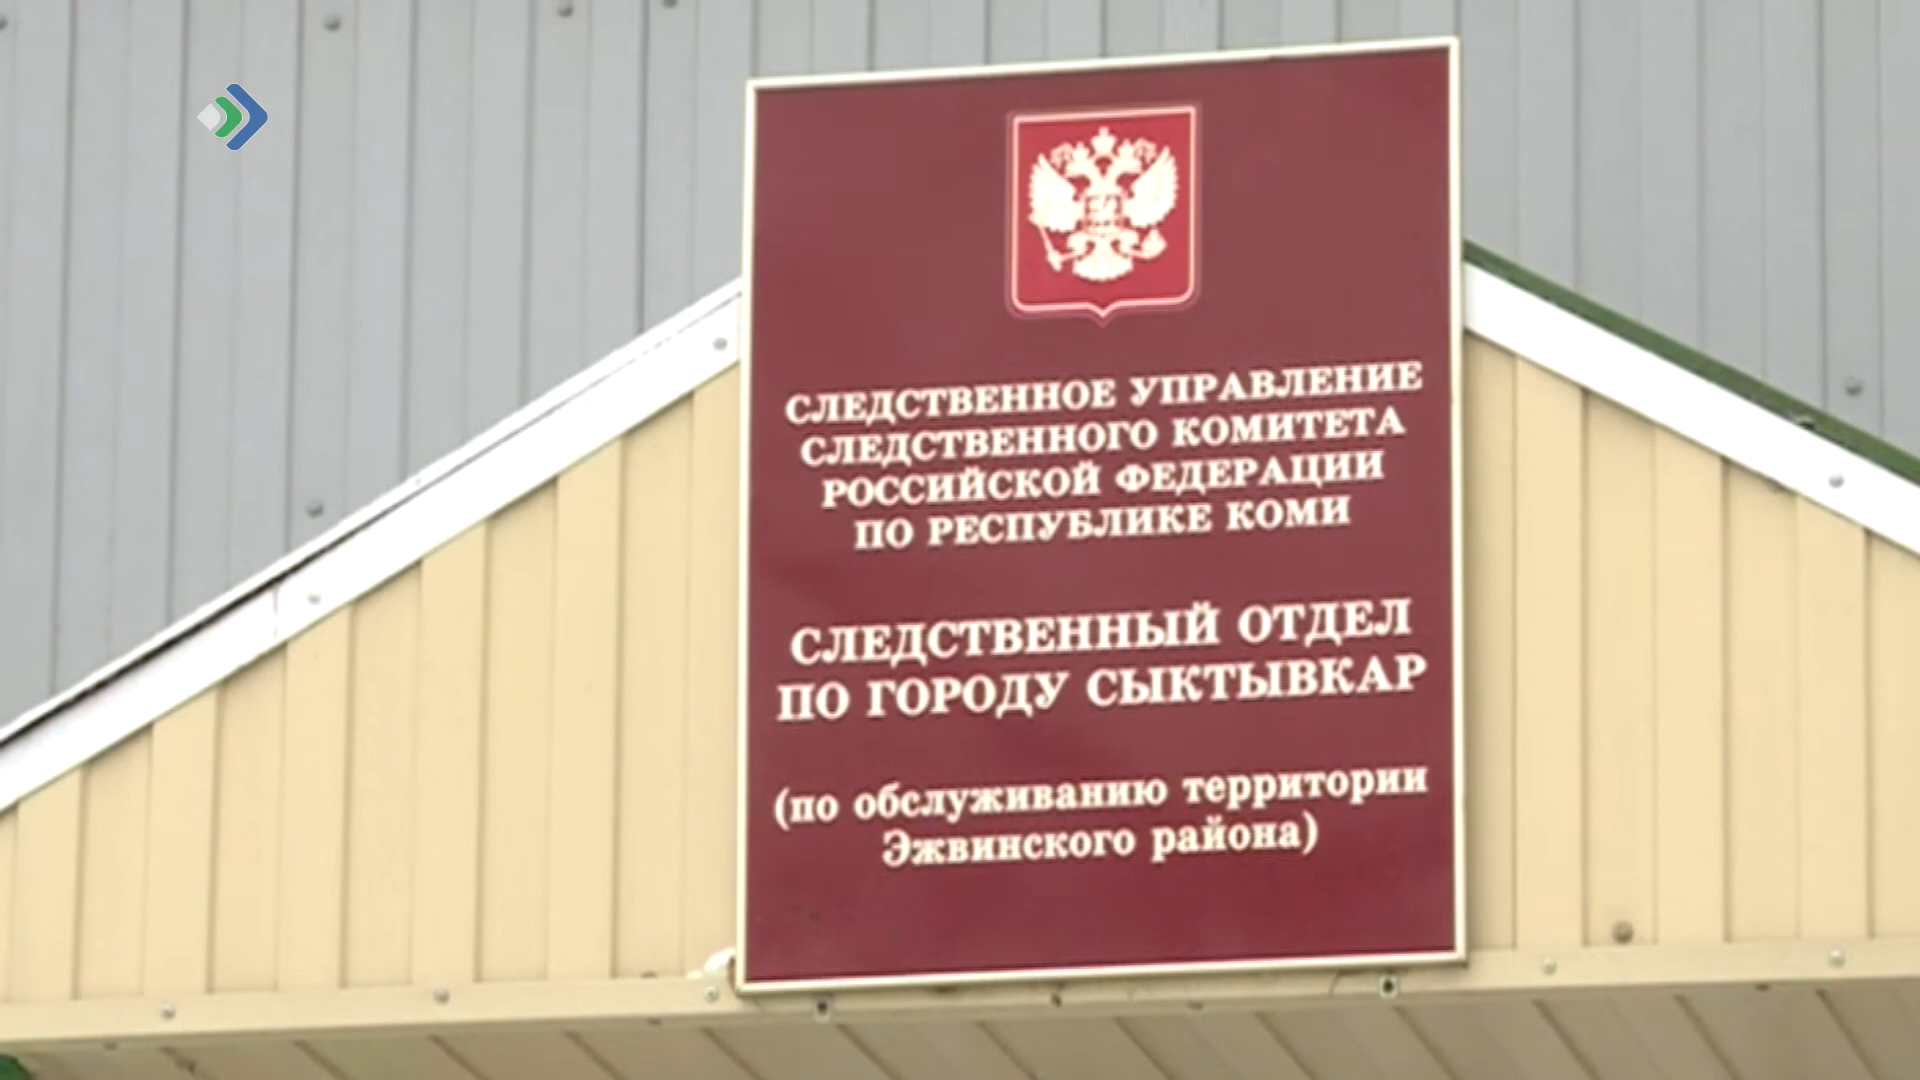 СЛЕДСТВЕННОЕ УПРАВЛЕНИЕ
СЛЕДСТВЕННОГО КОМИТЕТА
РОССИЙСКОЙ ФЕДЕРАЦИИ
ПО РЕСПУБЛИКЕ КОМИ
СЛЕДСТВЕННЫЙ ОТДЕЛ
ПО ГОРОДУ СЫКТЫВКАР
(по обслуживанию территории
Эжвинского района)